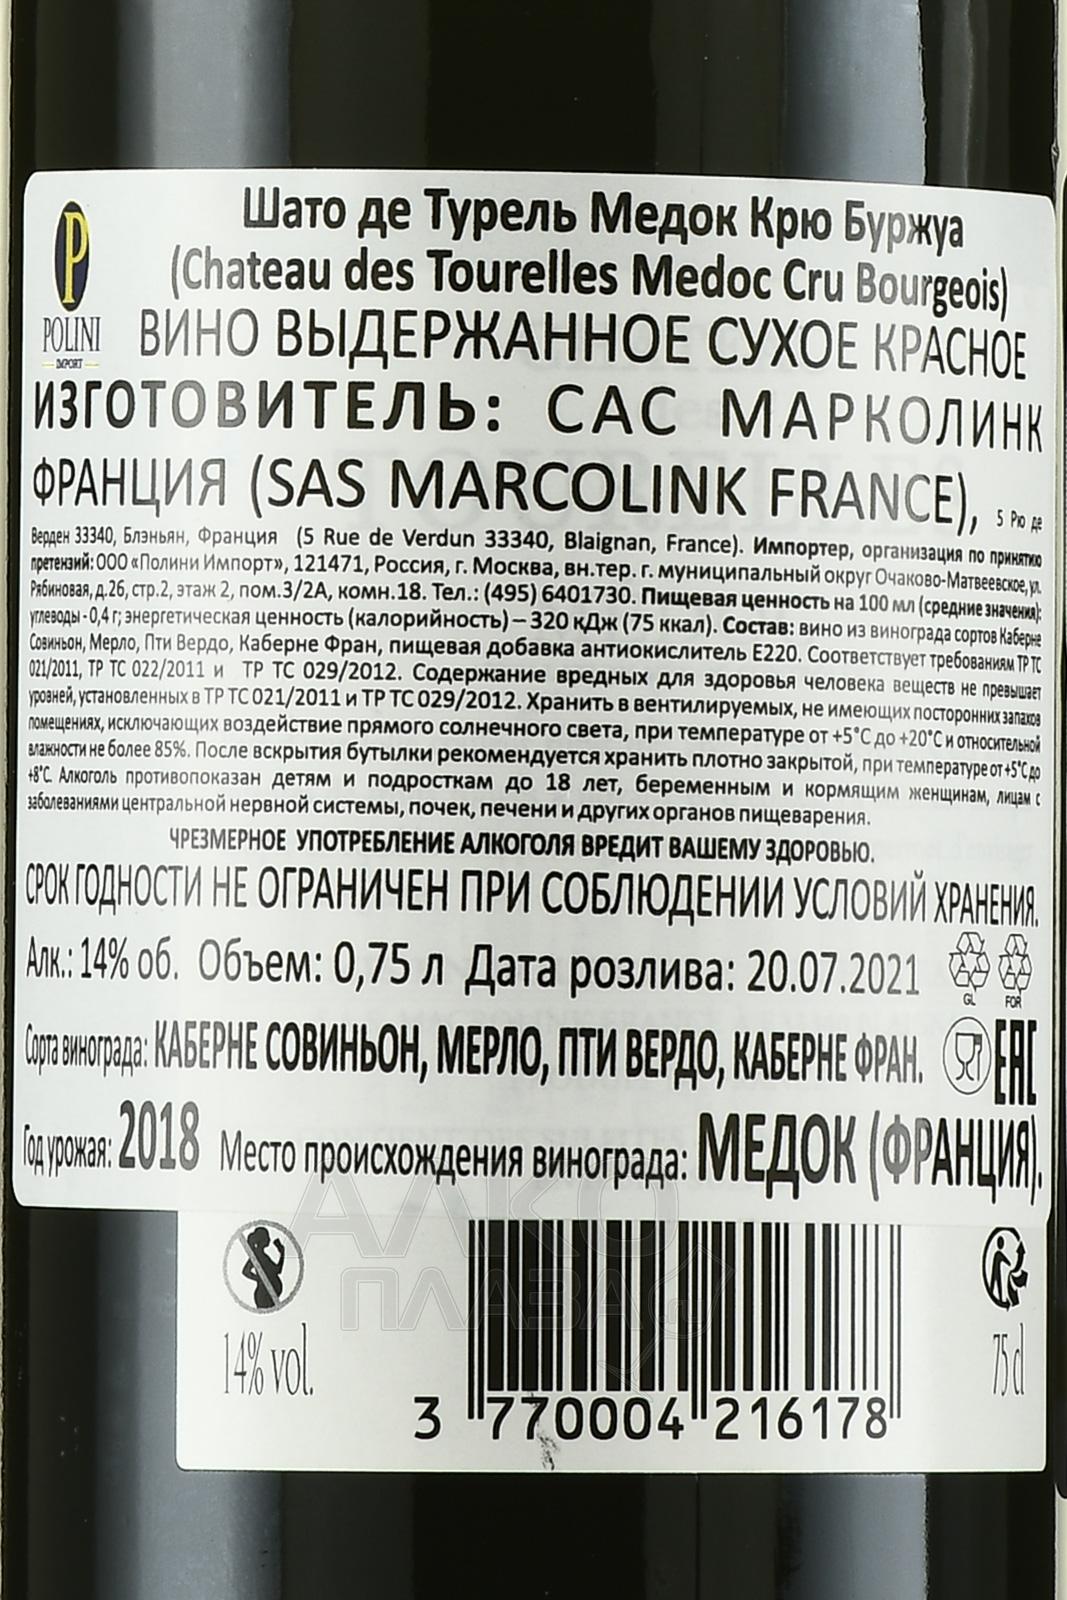 Шато де Турель Медок Крю Буржуа
(Chateau des Tourelles Medoc Cru Bourgeois)
P
POLINI
IMPORT
ВИНО ВЫДЕРЖАННОЕ СУХОЕ КРАСНОЕ
ИЗГОТОВИТЕЛЬ: САС МАРКОЛИНК
ФРАНЦИЯ (SAS MARCOLINK FRANCE), 5 Рю де
Верден 33340, Блэньян, Франция (5 Rue de Verdun 33340, Blaignan, France). Импортер, организация по принятию
претензий: ООО «Полини Импорт», 121471, Россия, г. Москва, вн.тер. г. муниципальный округ Очаково-Матвеевское, ул.
Рябиновая, д.26, стр.2, этаж 2, пом.3/2А, комн.18. Тел.: (495) 6401730. Пищевая ценность на 100 мл (средние значения):
углеводы - 0,4 г; энергетическая ценность (калорийность) – 320 кДж (75 ккал). Состав: вино из винограда сортов Каберне
Совиньон, Мерло, Пти Вердо, Каберне Фран, пищевая добавка антиокислитель Е220. Соответствует требованиям ТР ТС
021/2011, ТР ТС 022/2011 и ТР ТС 029/2012. Содержание вредных для здоровья человека веществ не превышает
уровней, установленных в ТР ТС 021/2011 и ТР ТС 029/2012. Хранить в вентилируемых, не имеющих посторонних запахов
помещениях, исключающих воздействие прямого солнечного света, при температуре от +5°С до +20°С и относительной
влажности не более 85%. После вскрытия бутылки рекомендуется хранить плотно закрытой, при температуре от +5°С до
+8°С. Алкоголь противопоказан детям и подросткам до 18 лет, беременным и кормящим женщинам, лицам с
заболеваниями центральной нервной системы, почек, печени и других органов пищеварения.
ЧРЕЗМЕРНОЕ УПОТРЕБЛЕНИЕ АЛКОГОЛЯ ВРЕДИТ ВАШЕМУ ЗДОРОВЬЮ.
СРОК ГОДНОСТИ НЕ ОГРАНИЧЕН ПРИ СОБЛЮДЕНИИ УСЛОВИЙ ХРАНЕНИЯ.
Алк.: 14% об. Объем: 0,75 л Дата розлива: 20.07.2021
GL FOR
Сорта винограда: КАБЕРНЕ СОВИНЬОН, МЕРЛО, ПТИ ВЕРДО, КАБЕРНЕ ФРАН.
EAC
Год урожая: 2018 Место происхождения винограда: МЕДОК (ФРАНЦИЯ).
АЛКО
ПЛАЗА
14% vol.
75 cl
3 770004 216178